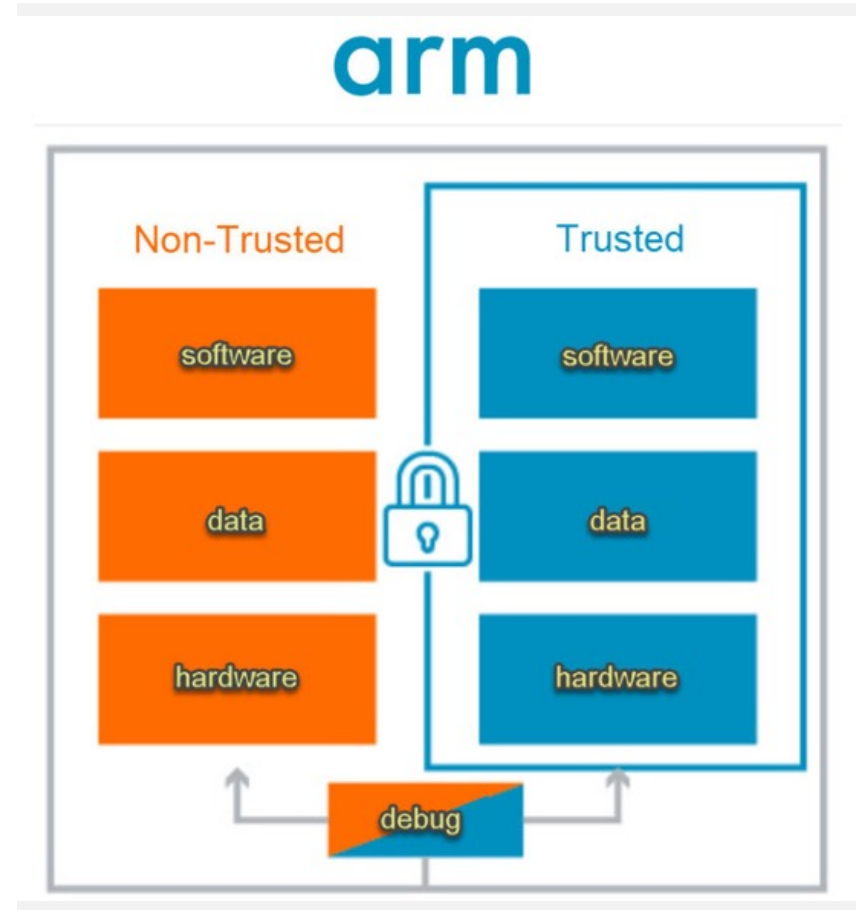 arm
Non-Trusted
Trusted
software
software
data
data
hardware
hardware
debug